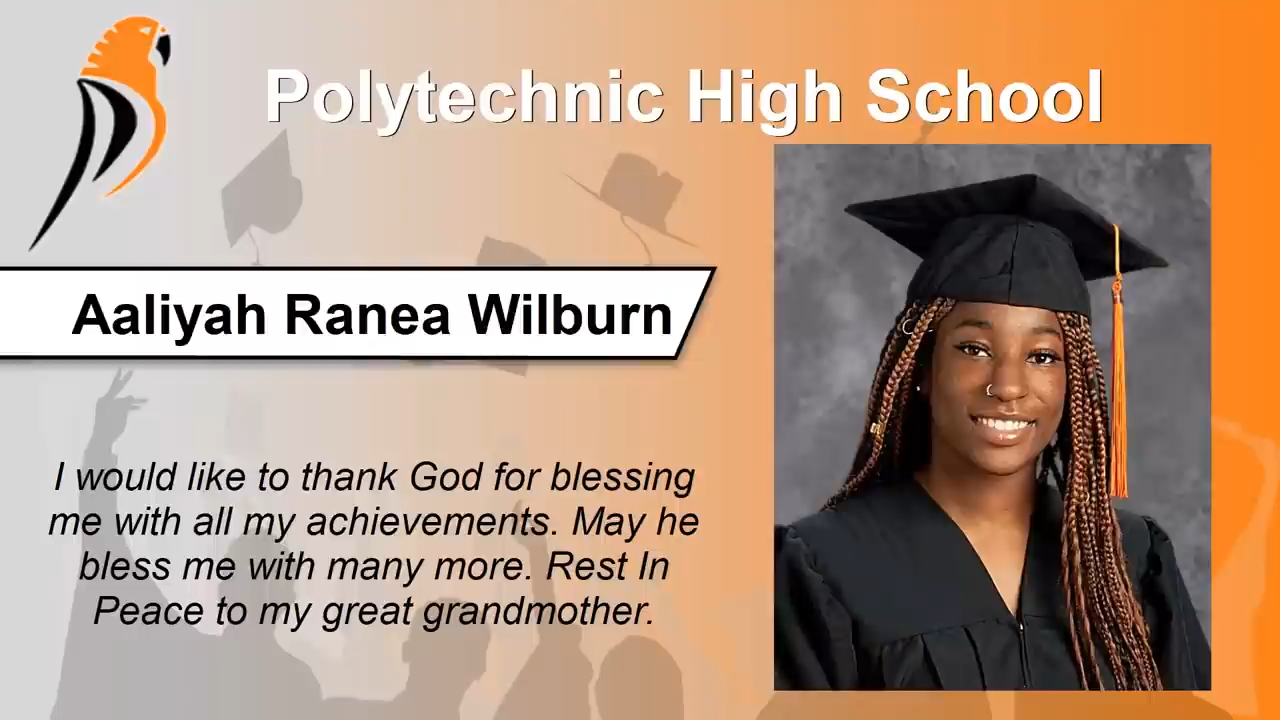 Polytechnic High School
Aaliyah Ranea Wilburn
I would like to thank God for blessing
me with all my achievements. May he
bless me with many more. Rest In
Peace to my great grandmother.